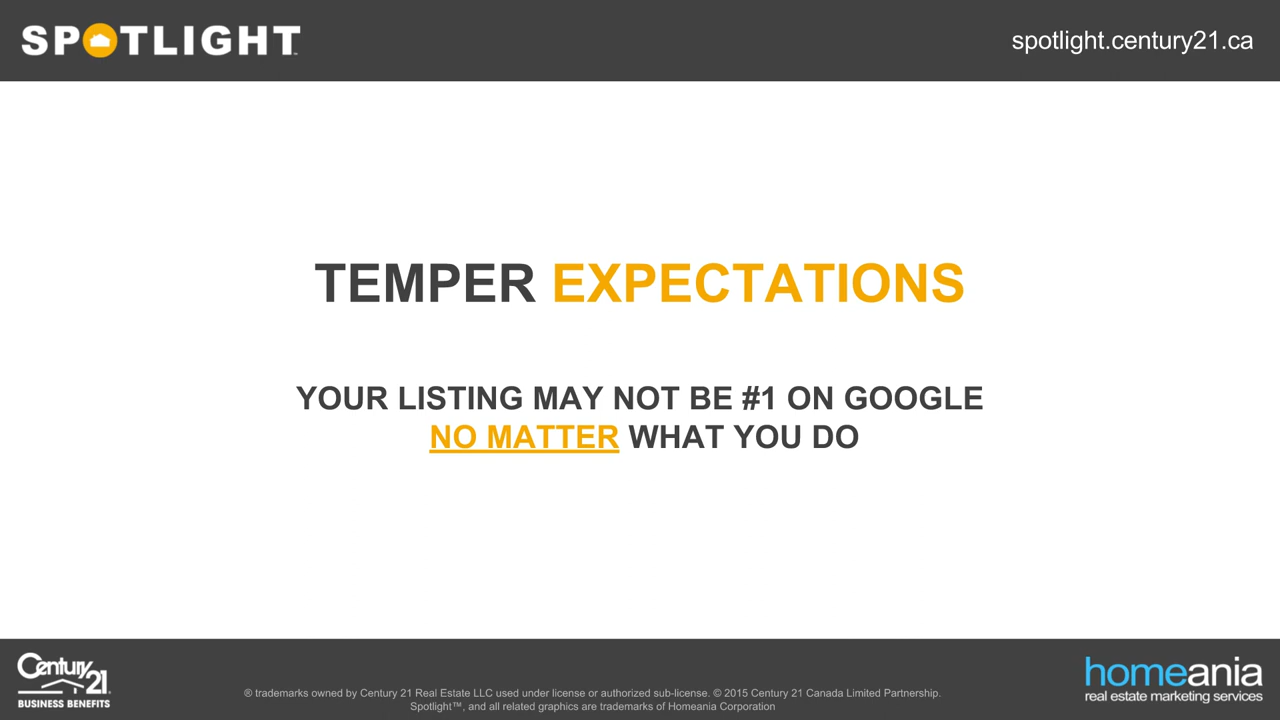 SPOTLIGHT™
spotlight.century21.ca
TEMPER EXPECTATIONS
YOUR LISTING MAY NOT BE #1 ON GOOGLE
NO MATTER WHAT YOU DO
Century 21®
BUSINESS BENEFITS
® trademarks owned by Century 21 Real Estate LLC used under license or authorized sub-license. © 2015 Century 21 Canada Limited Partnership.
Spotlight™, and all related graphics are trademarks of Homeania Corporation
homeania
real estate marketing services